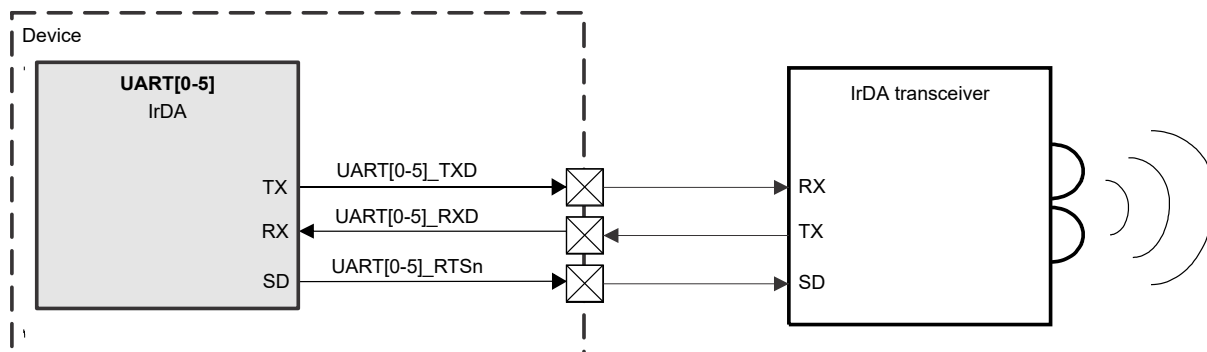 Device
UART[0-5]
IrDA
IrDA transceiver
TX
UART[0-5]_TXD
RX
RX
UART[0-5]_RXD
TX
SD
UART[0-5]_RTSn
SD